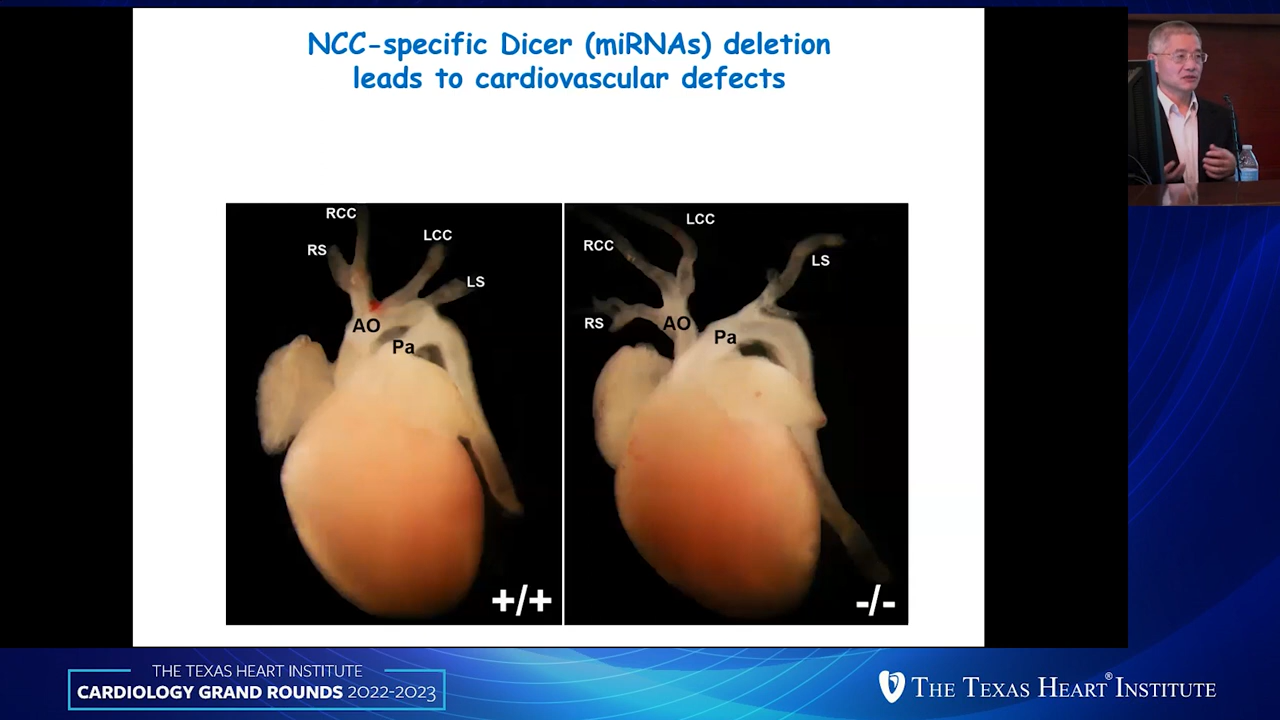 NCC-specific Dicer (miRNAs) deletion
leads to cardiovascular defects
RCC
RS
LCC
LS
AO
Pa
+/+
LCC
RCC
LS
RS
AO
Pa
-/-
THE TEXAS HEART INSTITUTE
CARDIOLOGY GRAND ROUNDS 2022-2023
THE TEXAS HEART® INSTITUTE